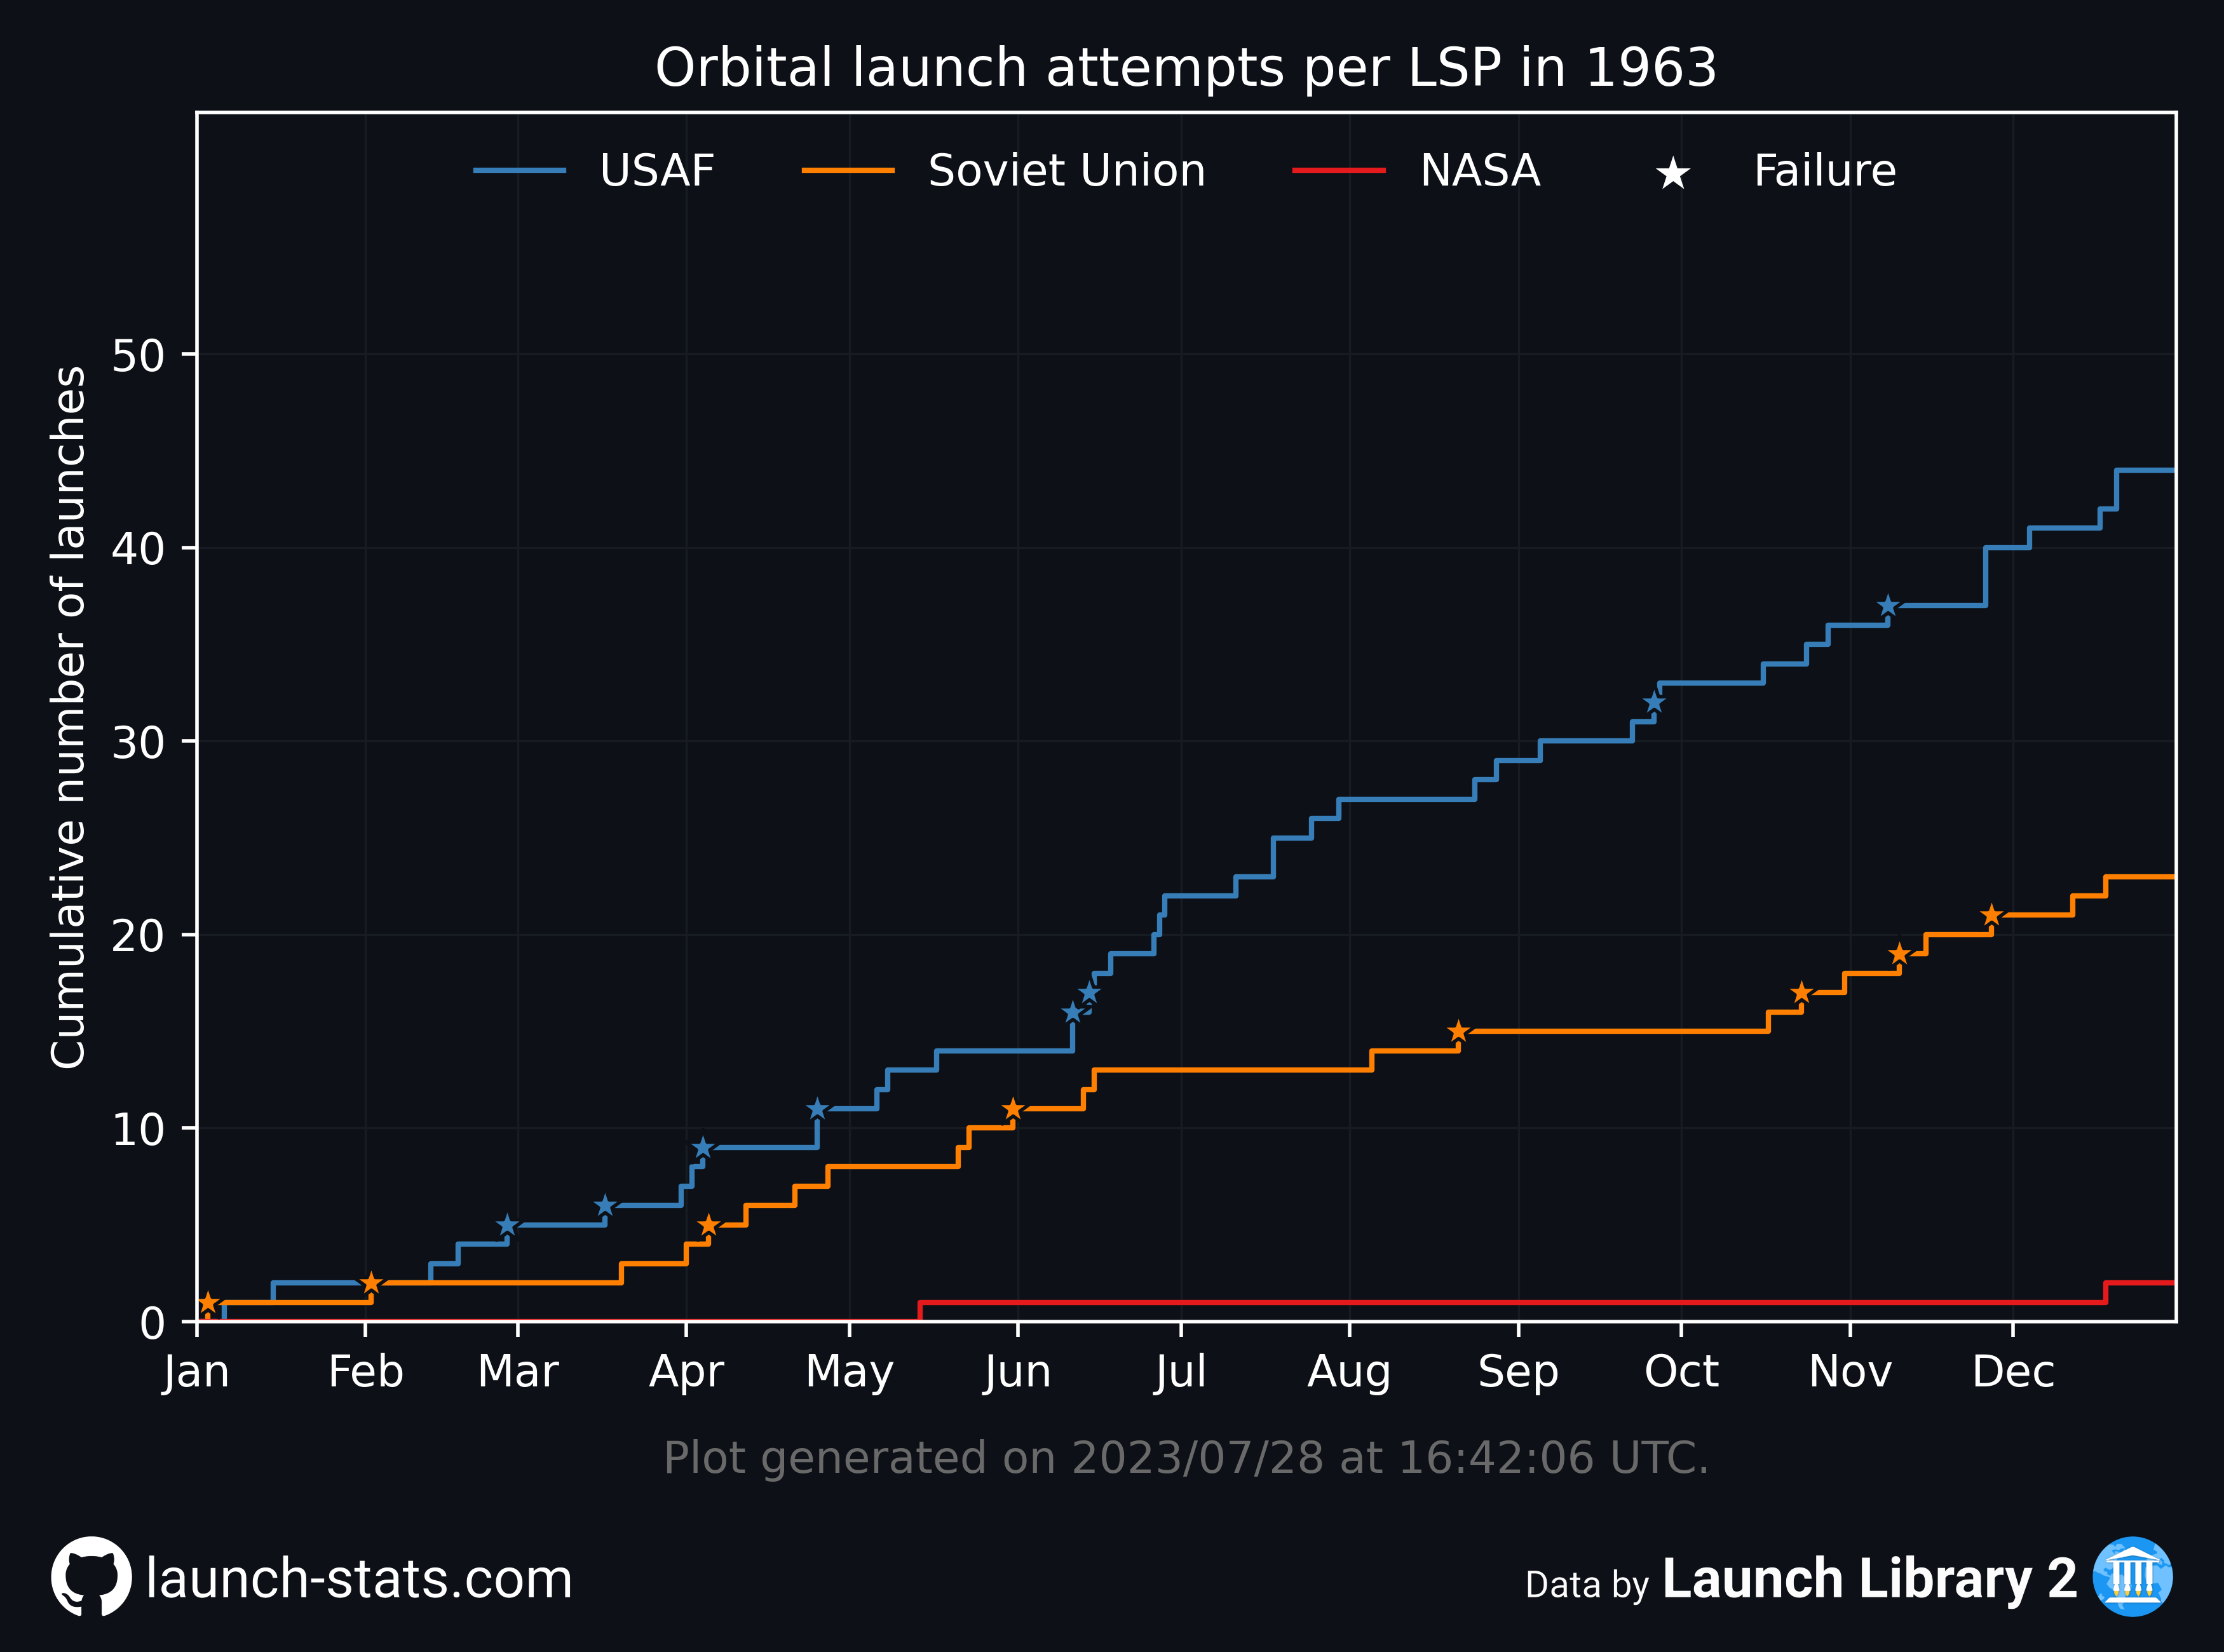 Orbital launch attempts per LSP in 1963
USAF Soviet Union NASA Failure
Cumulative number of launches
50
40
30
20
10
0
Jan Feb Mar Apr May Jun Jul Aug Sep Oct Nov Dec
Plot generated on 2023/07/28 at 16:42:06 UTC.
launch-stats.com
Data by Launch Library 2